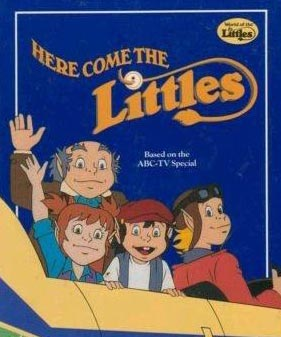 World of the
Littles
HERE COME THE
Littles
Based on the
ABC-TV Special